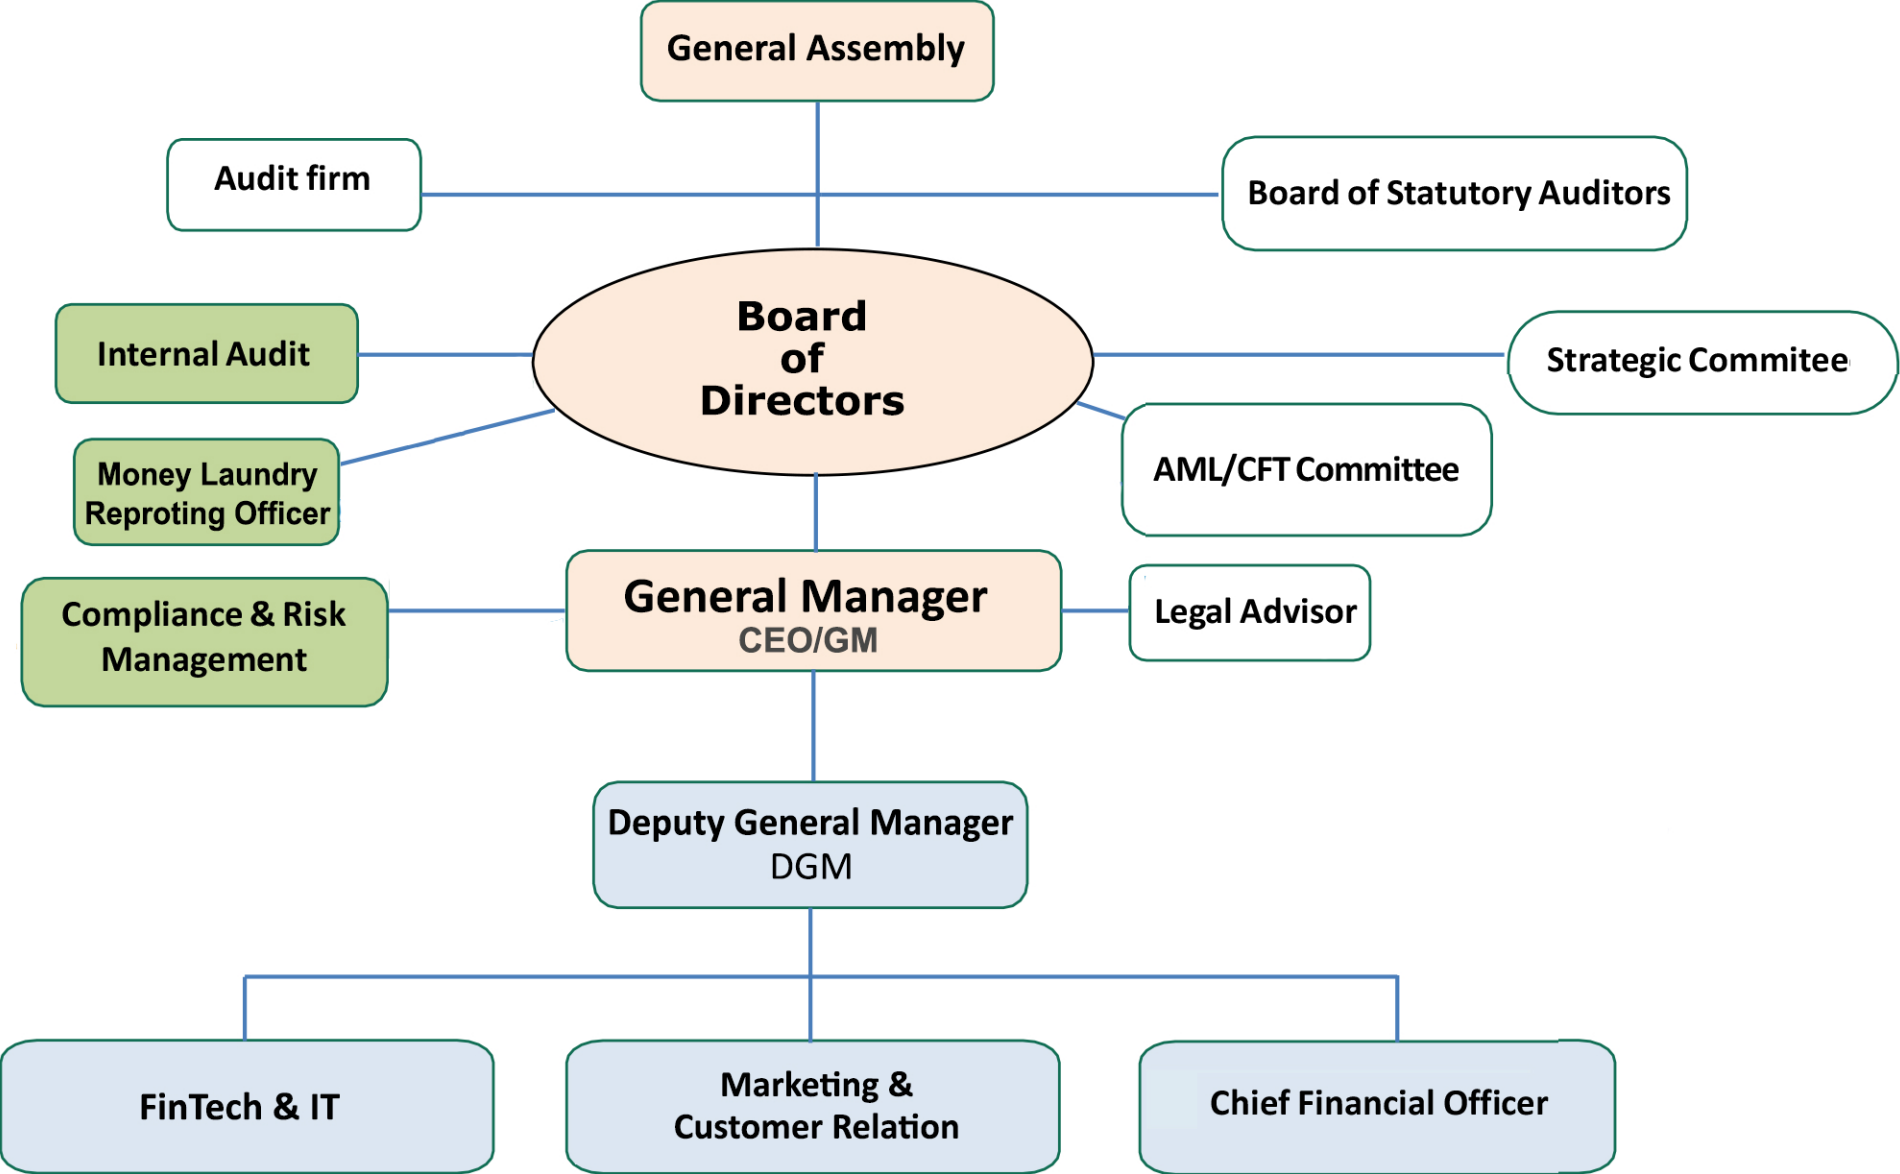 General Assembly
Audit firm
Board of Statutory Auditors
Board
of
Directors
Internal Audit
Strategic Commitee
Money Laundry
Reproting Officer
AML/CFT Committee
General Manager
CEO/GM
Compliance & Risk
Management
Legal Advisor
Deputy General Manager
DGM
FinTech & IT
Marketing &
Customer Relation
Chief Financial Officer